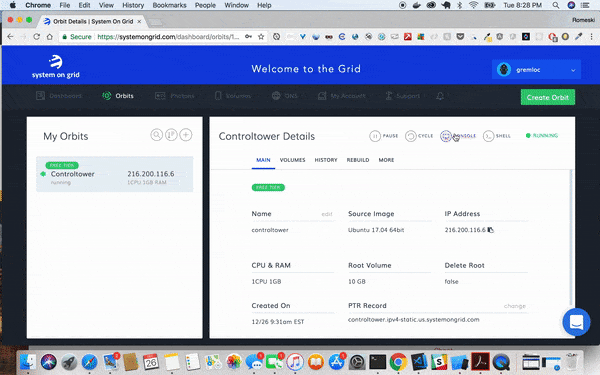 Chrome File Edit View History Bookmarks People Window Help Tue 8:28 PM
Orbit Details | System On Grid
Romeski
Secure https://systemongrid.com/dashboard/orbits/1...
system on grid
Welcome to the Grid
gremloc
Dashboard Orbits Photons Volumes DNS My Account Support
Create Orbit
My Orbits
FREE TIER
Controltower 216.200.116.6
running 1CPU 1GB RAM
Controltower Details
PAUSE CYCLE CONSOLE SHELL RUNNING
MAIN VOLUMES HISTORY REBUILD MORE
FREE TIER
Name edit Source Image IP Address
controltower Ubuntu 17.04 64bit 216.200.116.6
CPU & RAM Root Volume Delete Root
1CPU 1GB 10 GB false
Created On PTR Record change
12/26 9:31am EST controltower.ipv4-static.us.systemongrid.com